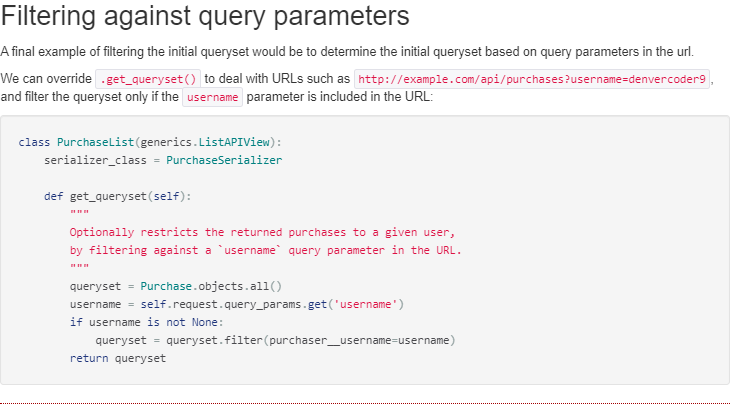 Filtering against query parameters
A final example of filtering the initial queryset would be to determine the initial queryset based on query parameters in the url.
We can override .get_queryset() to deal with URLs such as http://example.com/api/purchases?username=denvercoder9 ,
and filter the queryset only if the username parameter is included in the URL:
class PurchaseList(generics.ListAPIView):
    serializer_class = PurchaseSerializer

    def get_queryset(self):
        """
        Optionally restricts the returned purchases to a given user,
        by filtering against a `username` query parameter in the URL.
        """
        queryset = Purchase.objects.all()
        username = self.request.query_params.get('username')
        if username is not None:
            queryset = queryset.filter(purchaser__username=username)
        return queryset